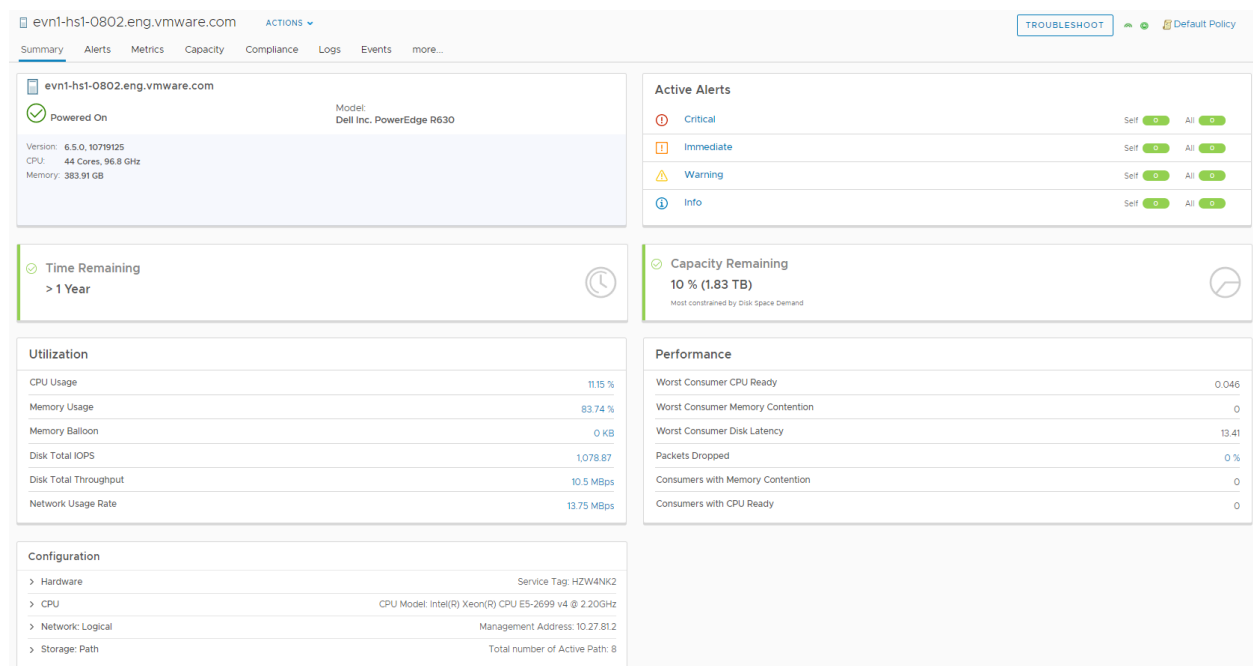 evn1-hs1-0802.eng.vmware.com ACTIONS
TROUBLESHOOT Default Policy
Summary Alerts Metrics Capacity Compliance Logs Events more...
evn1-hs1-0802.eng.vmware.com
Powered On
Model:
Dell Inc. PowerEdge R630
Version: 6.5.0, 10719125
CPU: 44 Cores, 96.8 GHz
Memory: 383.91 GB
Active Alerts
Critical Self 0 All 0
Immediate Self 0 All 0
Warning Self 0 All 0
Info Self 0 All 0
Time Remaining
> 1 Year
Capacity Remaining
10 % (1.83 TB)
Most constrained by Disk Space Demand
Utilization
CPU Usage 11.15 %
Memory Usage 83.74 %
Memory Balloon 0 KB
Disk Total IOPS 1,078.87
Disk Total Throughput 10.5 MBps
Network Usage Rate 13.75 MBps
Performance
Worst Consumer CPU Ready 0.046
Worst Consumer Memory Contention 0
Worst Consumer Disk Latency 13.41
Packets Dropped 0 %
Consumers with Memory Contention 0
Consumers with CPU Ready 0
Configuration
> Hardware Service Tag: HZW4NK2
> CPU CPU Model: Intel(R) Xeon(R) CPU E5-2699 v4 @ 2.20GHz
> Network: Logical Management Address: 10.27.81.2
> Storage: Path Total number of Active Path: 8